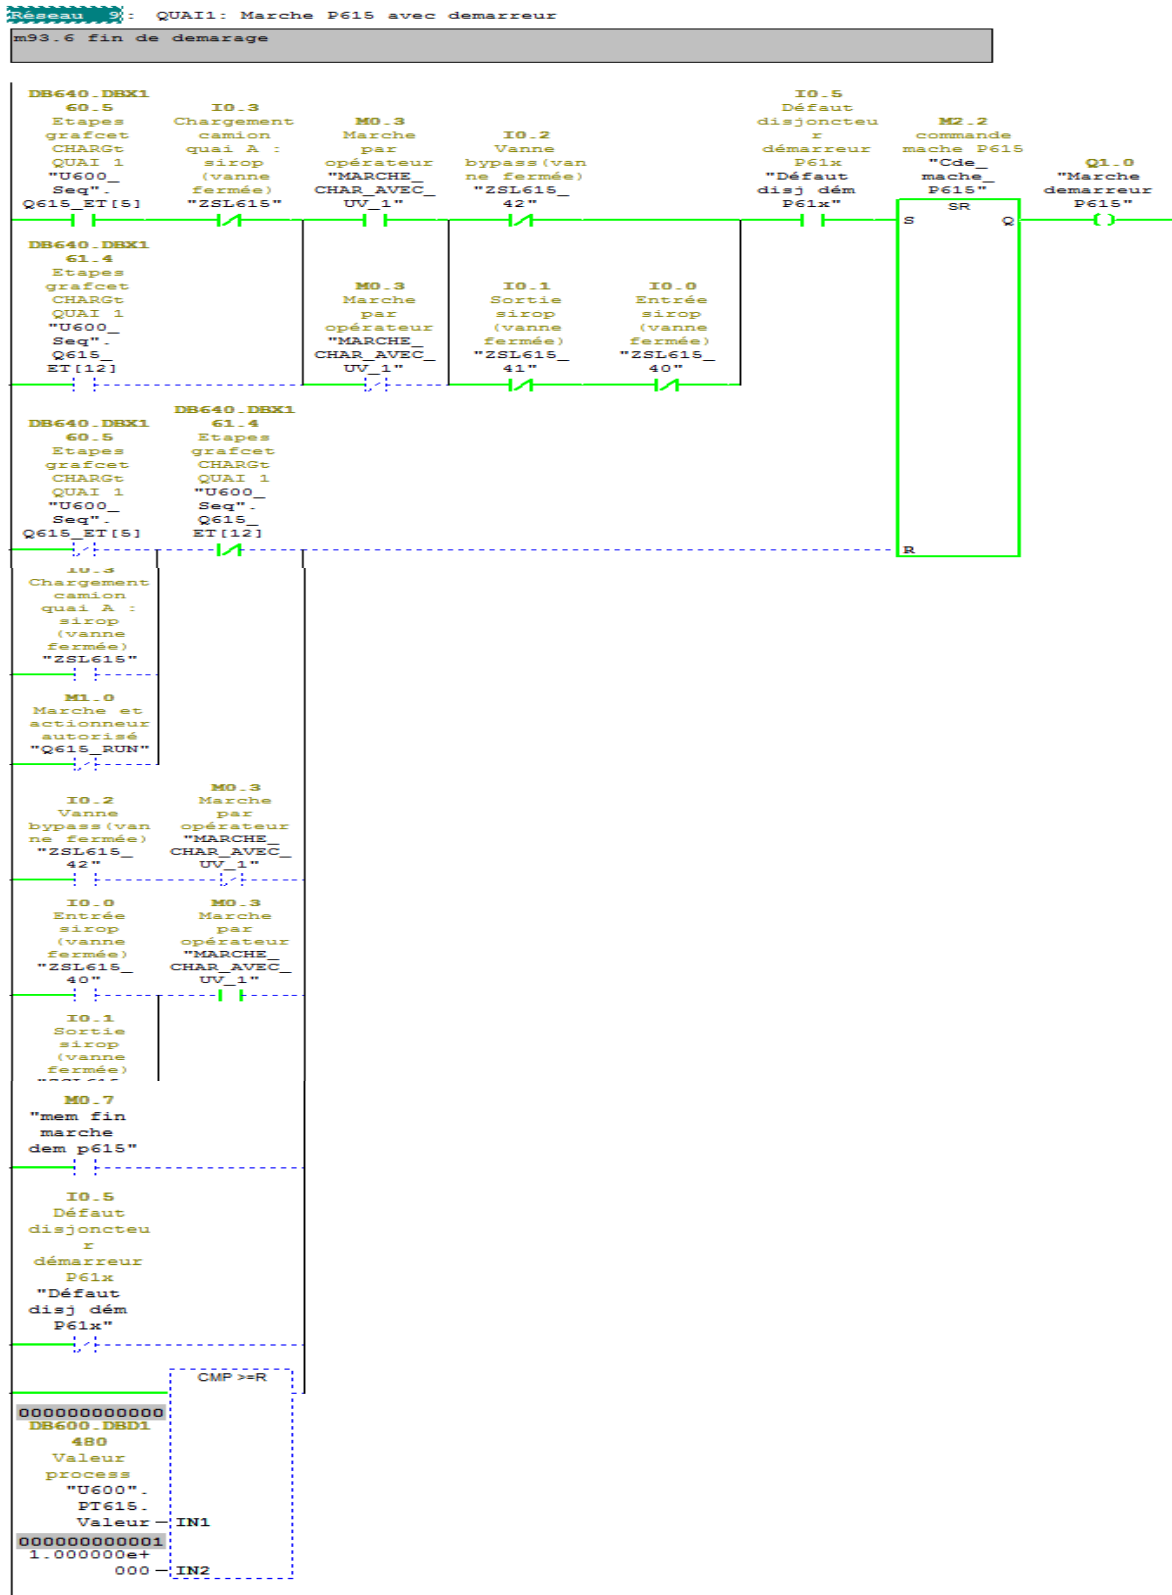 Réseau 9: QUAI1: Marche P615 avec demarreur
m93.6 fin de demarage
DB640.DBX1
60.5
Etapes
grafcet
CHARGt
QUAI 1
"U600_
Seq".
Q615_ET[5]
I0.3
Chargement
camion
quai A :
sirop
(vanne
fermée)
"ZSL615"
M0.3
Marche
par
opérateur
"MARCHE_
CHAR_AVEC_
UV_1"
I0.2
Vanne
bypass(van
ne fermée)
"ZSL615_
42"
I0.5
Défaut
disjoncteu
r
démarreur
P61x
"Défaut
disj dém
P61x"
M2.2
commande
mache P615
"Cde_
mache_
P615"
SR
S
Q
R
Q1.0
"Marche
demarreur
P615"
DB640.DBX1
61.4
Etapes
grafcet
CHARGt
QUAI 1
"U600_
Seq".
Q615_
ET[12]
M0.3
Marche
par
opérateur
"MARCHE_
CHAR_AVEC_
UV_1"
I0.1
Sortie
sirop
(vanne
fermée)
"ZSL615_
41"
I0.0
Entrée
sirop
(vanne
fermée)
"ZSL615_
40"
DB640.DBX1
60.5
Etapes
grafcet
CHARGt
QUAI 1
"U600_
Seq".
Q615_ET[5]
DB640.DBX1
61.4
Etapes
grafcet
CHARGt
QUAI 1
"U600_
Seq".
Q615_
ET[12]
I0.3
Chargement
camion
quai A :
sirop
(vanne
fermée)
"ZSL615"
M1.0
Marche et
actionneur
autorisé
"Q615_RUN"
I0.2
Vanne
bypass(van
ne fermée)
"ZSL615_
42"
M0.3
Marche
par
opérateur
"MARCHE_
CHAR_AVEC_
UV_1"
I0.0
Entrée
sirop
(vanne
fermée)
"ZSL615_
40"
M0.3
Marche
par
opérateur
"MARCHE_
CHAR_AVEC_
UV_1"
I0.1
Sortie
sirop
(vanne
fermée)
M0.7
"mem fin
marche
dem p615"
I0.5
Défaut
disjoncteu
r
démarreur
P61x
"Défaut
disj dém
P61x"
CMP >=R
000000000000
DB600.DBD1
480
Valeur
process
"U600".
PT615.
Valeur
IN1
000000000001
1.000000e+
000
IN2